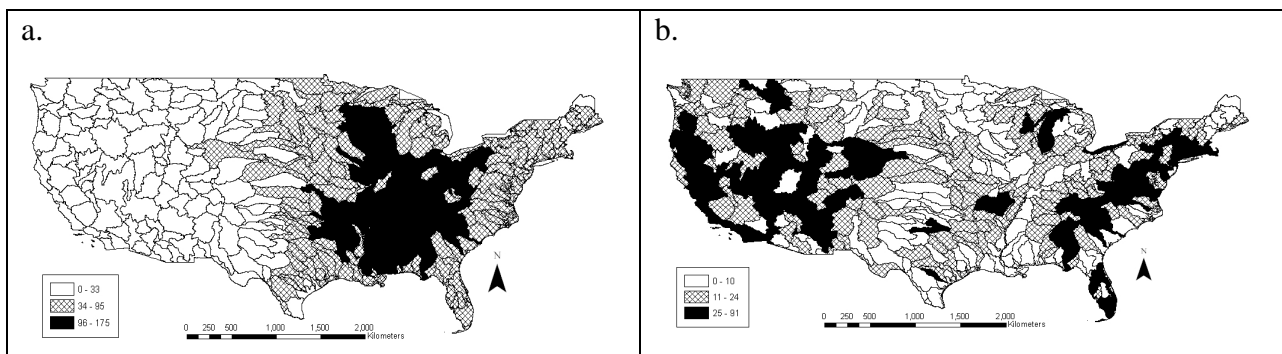 a.
N
0 - 33
34 - 95
96 - 175
0 250 500 1,000 1,500 2,000
Kilometers
b.
N
0 - 10
11 - 24
25 - 91
0 250 500 1,000 1,500 2,000
Kilometers